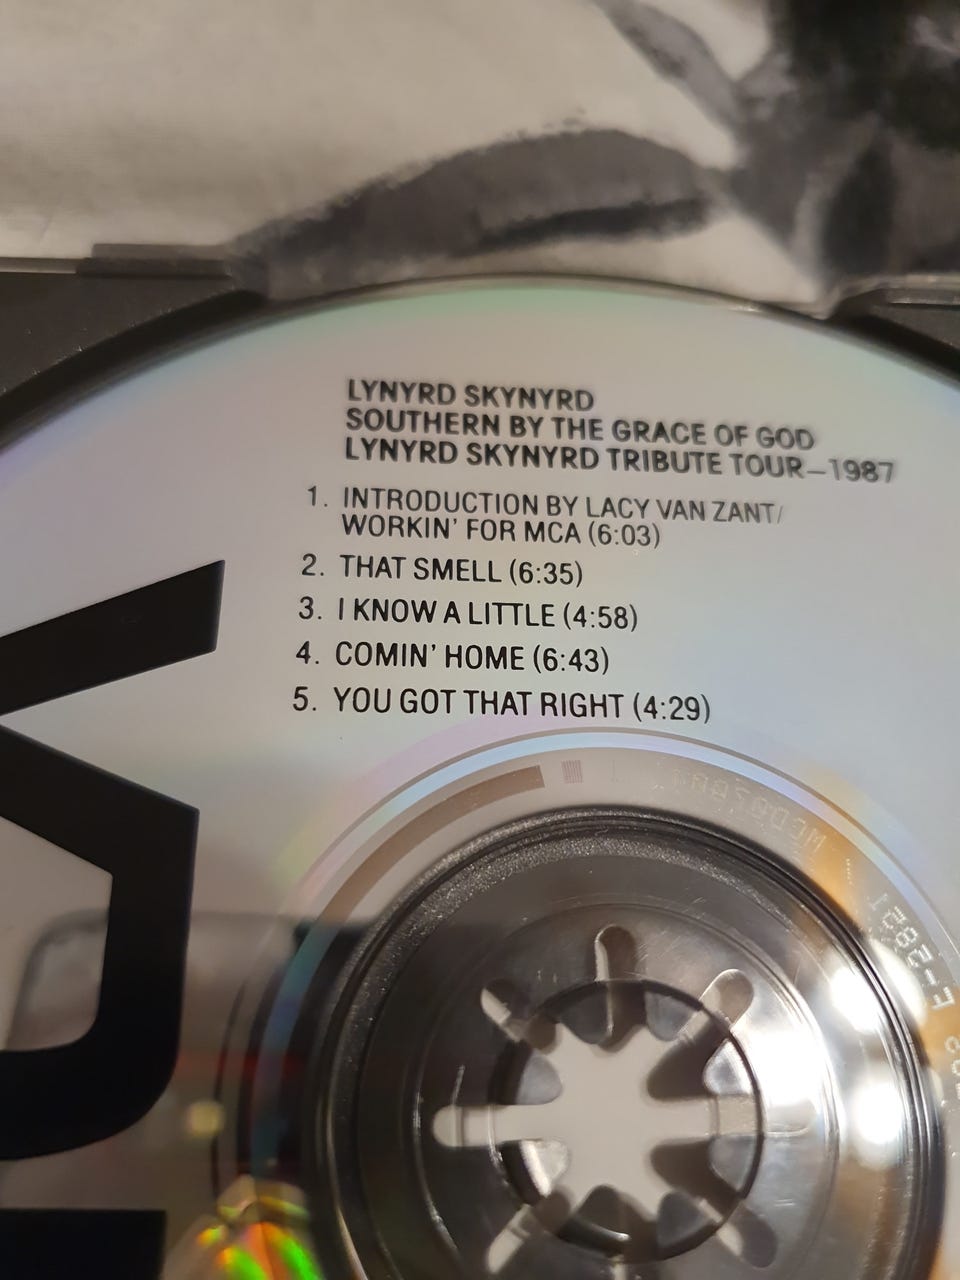 LYNYRD SKYNYRD
SOUTHERN BY THE GRACE OF GOD
LYNYRD SKYNYRD TRIBUTE TOUR–1987
1. INTRODUCTION BY LACY VAN ZANT/
WORKIN' FOR MCA (6:03)
2. THAT SMELL (6:35)
3. I KNOW A LITTLE (4:58)
4. COMIN' HOME (6:43)
5. YOU GOT THAT RIGHT (4:29)